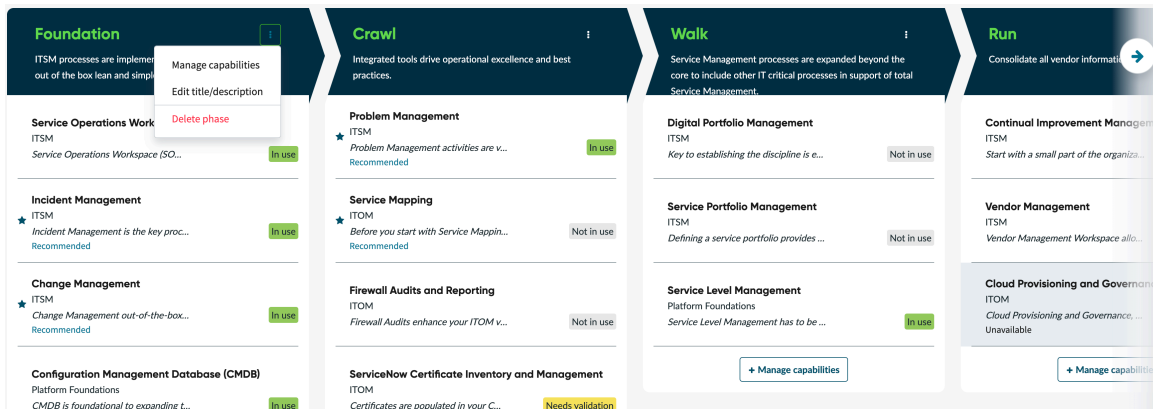 Foundation
ITSM processes are implemen
out of the box lean and simpl
Manage capabilities
Edit title/description
Delete phase
Service Operations Work
ITSM
Service Operations Workspace (SO...
In use
Incident Management
ITSM
Incident Management is the key proc...
In use
Recommended
Change Management
ITSM
Change Management out-of-the-box...
In use
Recommended
Configuration Management Database (CMDB)
Platform Foundations
CMDB is foundational to expanding t...
In use
Crawl
Integrated tools drive operational excellence and best
practices.
Problem Management
ITSM
Problem Management activities are v...
In use
Recommended
Service Mapping
ITOM
Before you start with Service Mappin...
Not in use
Recommended
Firewall Audits and Reporting
ITOM
Firewall Audits enhance your ITOM v...
Not in use
ServiceNow Certificate Inventory and Management
ITOM
Certificates are populated in your C...
Needs validation
Walk
Service Management processes are expanded beyond the
core to include other IT critical processes in support of total
Service Management.
Digital Portfolio Management
ITSM
Key to establishing the discipline is e...
Not in use
Service Portfolio Management
ITSM
Defining a service portfolio provides ...
Not in use
Service Level Management
Platform Foundations
Service Level Management has to be ...
In use
+ Manage capabilities
Run
Consolidate all vendor informati
Continual Improvement Managem
ITSM
Start with a small part of the organiza...
Vendor Management
ITSM
Vendor Management Workspace allo...
Cloud Provisioning and Governan
ITOM
Cloud Provisioning and Governance, ...
Unavailable
+ Manage capabilitie